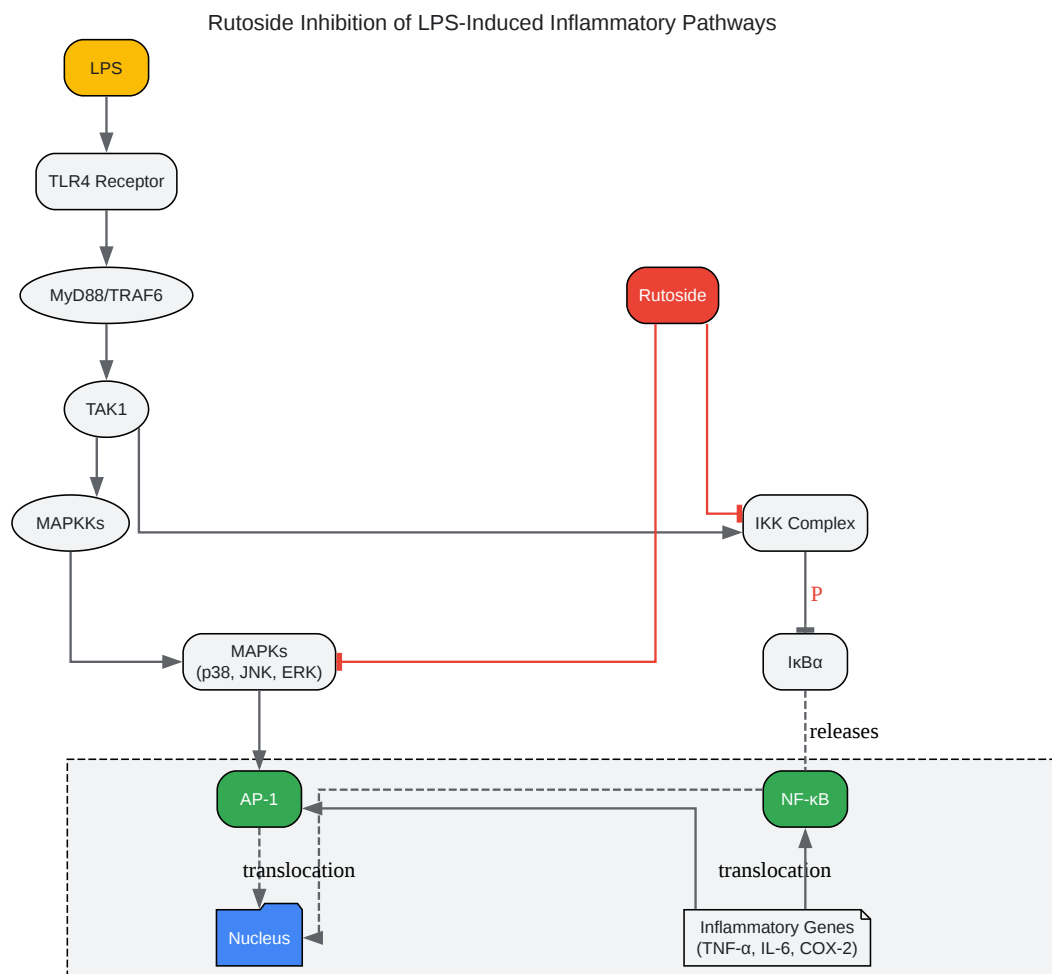 Rutoside Inhibition of LPS-Induced Inflammatory Pathways
LPS
TLR4 Receptor
MyD88/TRAF6
Rutoside
TAK1
MAPKKs
IKK Complex
P
MAPKs
(p38, JNK, ERK)
IκBα
releases
AP-1
NF-κB
translocation
translocation
Nucleus
Inflammatory Genes
(TNF-α, IL-6, COX-2)